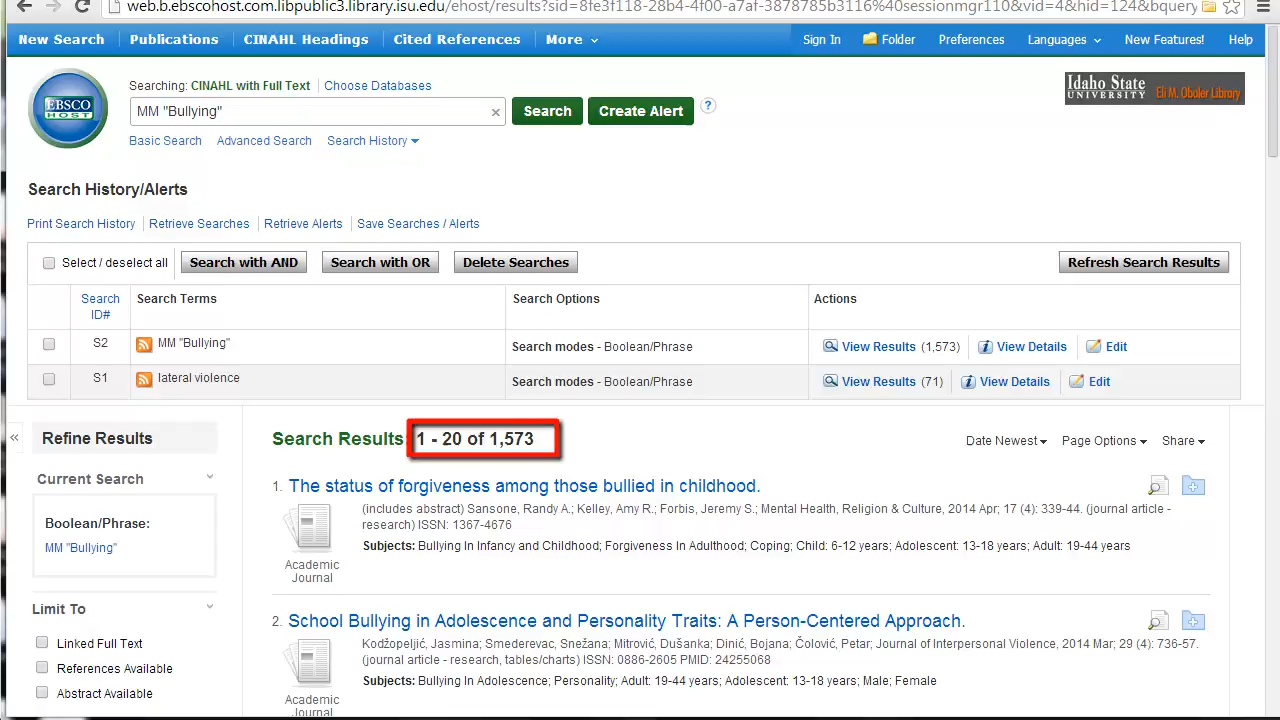 web.b.ebscohost.com.libpublic3.library.isu.edu/ehost/results?sid=8fe3f118-28b4-4f00-a7af-3878785b3116%40sessionmgr110&vid=4&hid=124&bquery
New Search Publications CINAHL Headings Cited References More Sign In Folder Preferences Languages New Features! Help
Searching: CINAHL with Full Text Choose Databases
Idaho State UNIVERSITY Eli M. Oboler Library
EBSCO HOST
MM "Bullying" × Search Create Alert ?
Basic Search Advanced Search Search History
Search History/Alerts
Print Search History Retrieve Searches Retrieve Alerts Save Searches / Alerts
Select / deselect all Search with AND Search with OR Delete Searches Refresh Search Results
Search ID# Search Terms Search Options Actions
S2 MM "Bullying" Search modes - Boolean/Phrase View Results (1,573) View Details Edit
S1 lateral violence Search modes - Boolean/Phrase View Results (71) View Details Edit
« Refine Results
Current Search
Boolean/Phrase:
MM "Bullying"
Limit To
Linked Full Text
References Available
Abstract Available
Search Results: 1 - 20 of 1,573 Date Newest Page Options Share
1. The status of forgiveness among those bullied in childhood.
(includes abstract) Sansone, Randy A.; Kelley, Amy R.; Forbis, Jeremy S.; Mental Health, Religion & Culture, 2014 Apr; 17 (4): 339-44. (journal article -
research) ISSN: 1367-4676
Subjects: Bullying In Infancy and Childhood; Forgiveness In Adulthood; Coping; Child: 6-12 years; Adolescent: 13-18 years; Adult: 19-44 years
Academic
Journal
2. School Bullying in Adolescence and Personality Traits: A Person-Centered Approach.
Kodžopeljić, Jasmina; Smederevac, Snežana; Mitrović, Dušanka; Dinić, Bojana; Čolović, Petar; Journal of Interpersonal Violence, 2014 Mar; 29 (4): 736-57.
(journal article - research, tables/charts) ISSN: 0886-2605 PMID: 24255068
Subjects: Bullying In Adolescence; Personality; Adult: 19-44 years; Adolescent: 13-18 years; Male; Female
Academic
Journal